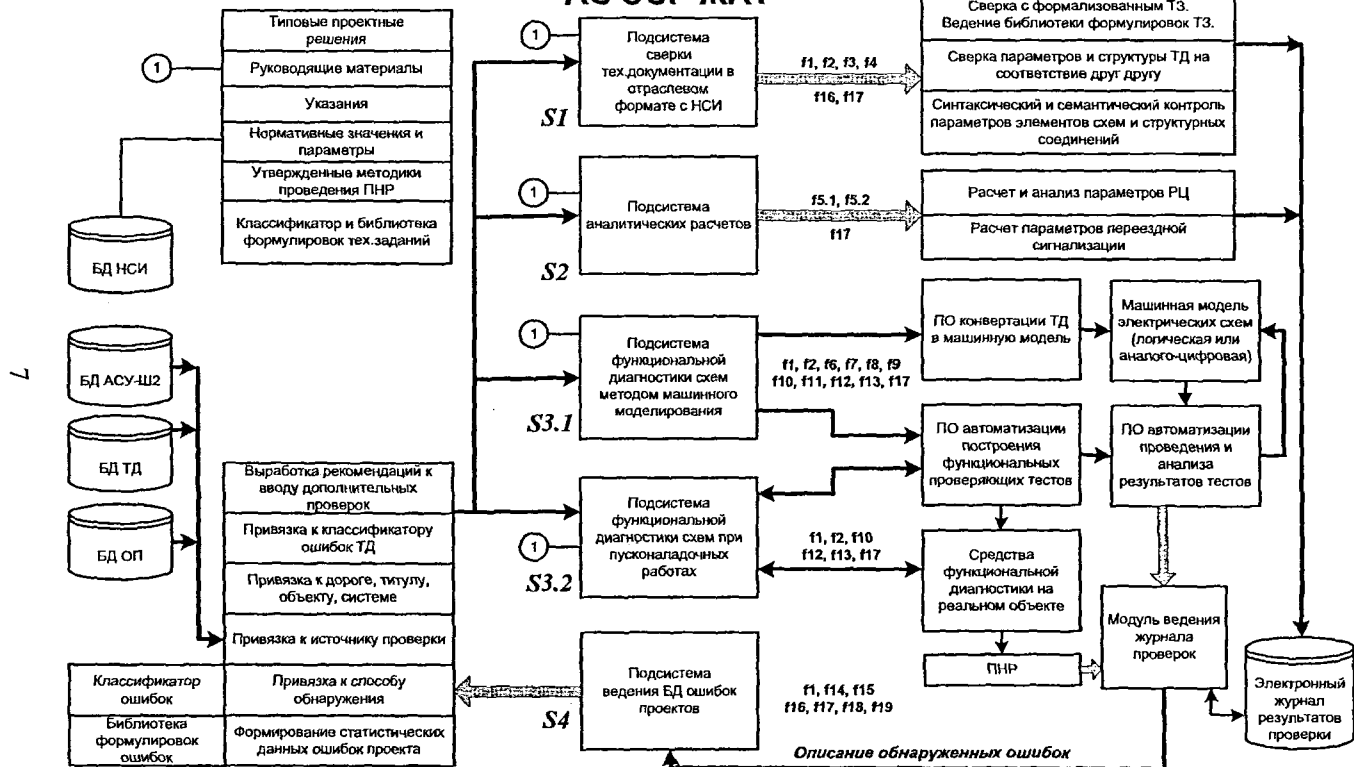 Типовые проектные
решения
1
Руководящие материалы
Указания
Нормативные значения и
параметры
Утвержденные методики
проведения ПНР
Классификатор и библиотека
формулировок тех.заданий
БД НСИ
БД АСУ-Ш2
БД ТД
БД ОП
7
Выработка рекомендаций к
вводу дополнительных
проверок
Привязка к классификатору
ошибок ТД
Привязка к дороге, титулу,
объекту, системе
Привязка к источнику проверки
Классификатор
ошибок
Привязка к способу
обнаружения
Библиотека
формулировок
ошибок
Формирование статистических
данных ошибок проекта
1
Подсистема
сверки
тех.документации в
отраслевом
формате с НСИ
S1
f1, f2, f3, f4
f16, f17
Сверка с формализованным ТЗ.
Ведение библиотеки формулировок ТЗ.
Сверка параметров и структуры ТД на
соответствие друг другу
Синтаксический и семантический контроль
параметров элементов схем и структурных
соединений
1
Подсистема
аналитических расчетов
S2
f5.1, f5.2
f17
Расчет и анализ параметров РЦ
Расчет параметров переездной
сигнализации
1
Подсистема
функциональной
диагностики схем
методом машинного
моделирования
S3.1
f1, f2, f6, f7, f8, f9
f10, f11, f12, f13, f17
ПО конвертации ТД
в машинную модель
Машинная модель
электрических схем
(логическая или
аналого-цифровая)
ПО автоматизации
построения
функциональных
проверяющих тестов
ПО автоматизации
проведения и
анализа
результатов тестов
1
Подсистема
функциональной
диагностики схем при
пусконаладочных
работах
S3.2
f1, f2, f10
f12, f13, f17
Средства
функциональной
диагностики на
реальном объекте
ПНР
Модуль ведения
журнала
проверок
Электронный
журнал
результатов
проверки
Подсистема
ведения БД ошибок
проектов
S4
f1, f14, f15
f16, f17, f18, f19
Описание обнаруженных ошибок